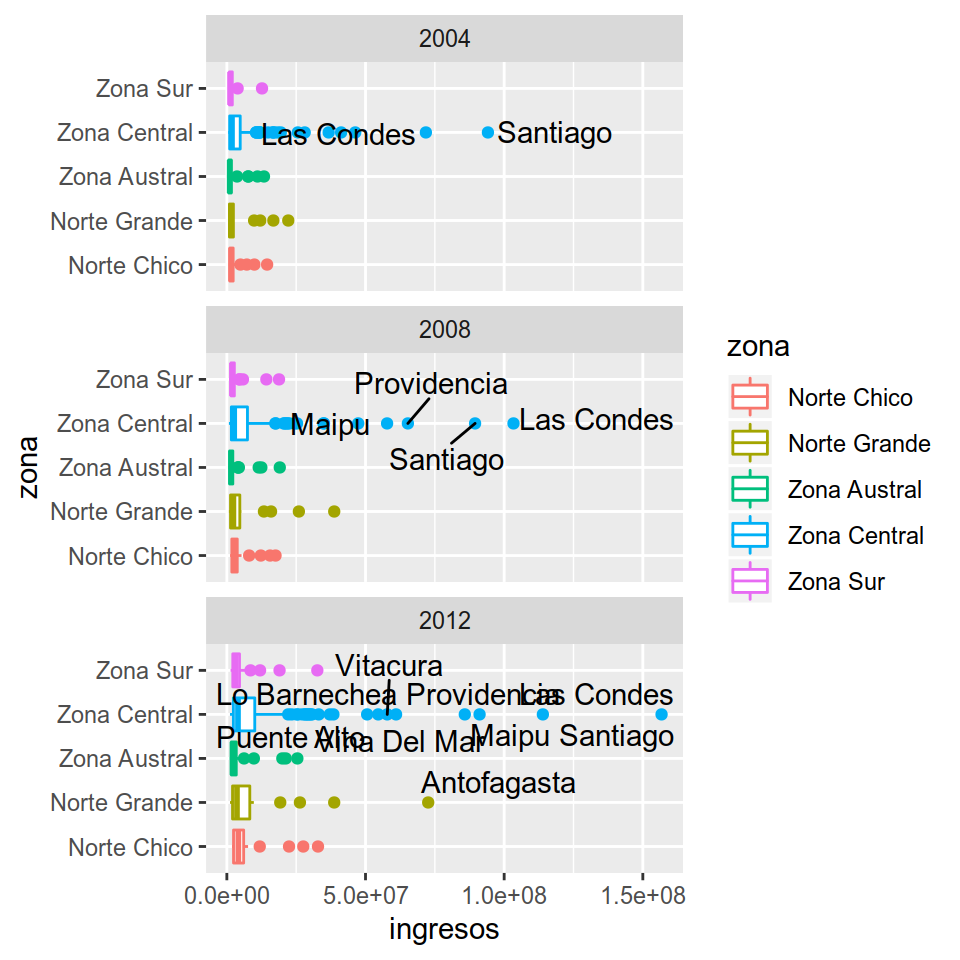 2004
Zona Sur
Zona Central
Las Condes
Santiago
Zona Austral
Norte Grande
Norte Chico
2008
Zona Sur
Providencia
Zona Central
Maipu
Las Condes
Santiago
Zona Austral
Norte Grande
Norte Chico
2012
Zona Sur
Vitacura
Lo Barnechea
Providencia
Las Condes
Zona Central
Puente Alto
Vina Del Mar
Maipu
Santiago
Zona Austral
Antofagasta
Norte Grande
Norte Chico
0.0e+00
5.0e+07
1.0e+08
1.5e+08
ingresos
zona
zona
Norte Chico
Norte Grande
Zona Austral
Zona Central
Zona Sur